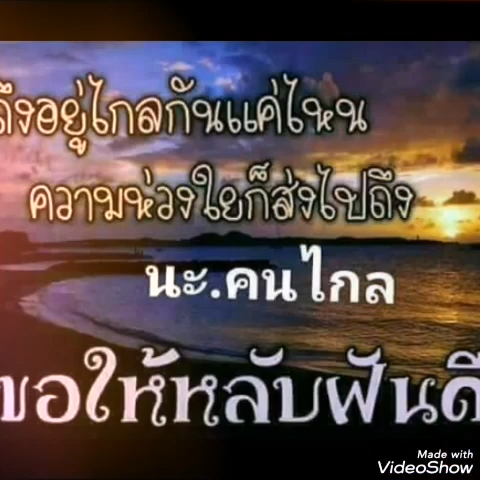 ถึงอยู่ไกลกันแค่ไหน
ความห่วงใยก็ส่งไปถึง
นะ.คนไกล
ขอให้หลับฝันดี
Made with
VideoShow